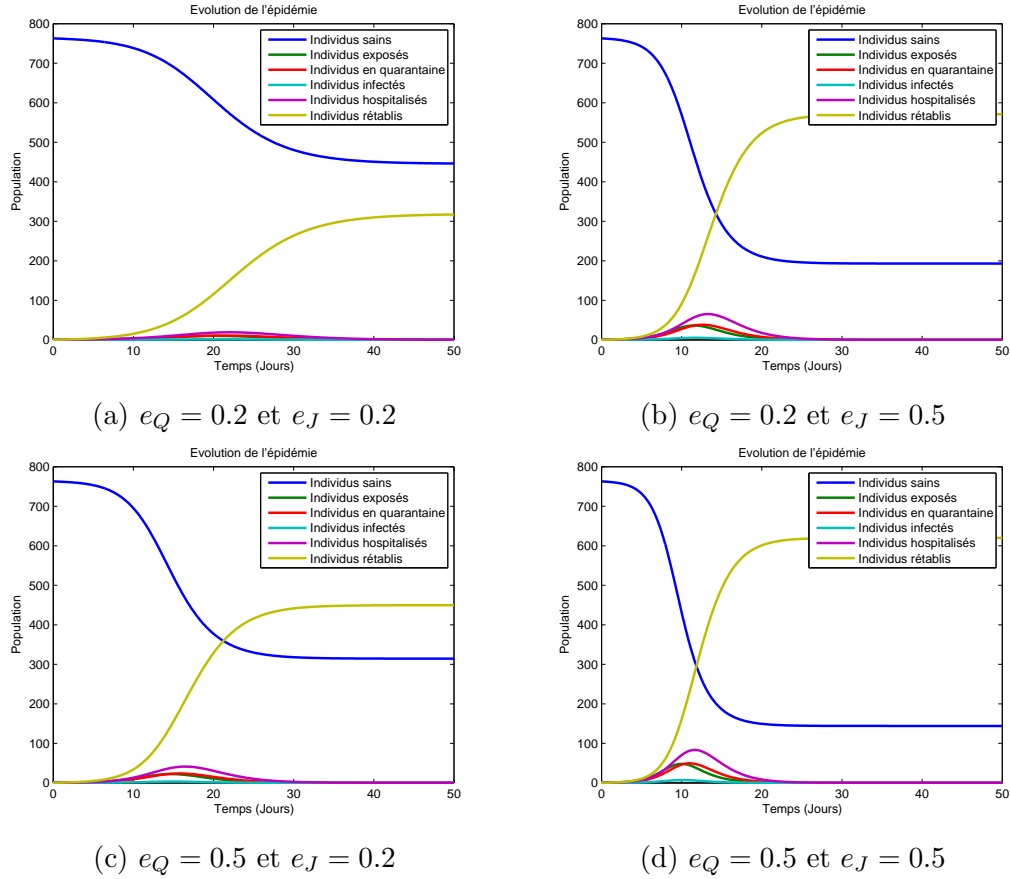 Evolution de l'épidémie
800
700
600
500
400
300
200
100
0
Population
Individus sains
Individus exposés
Individus en quarantaine
Individus infectés
Individus hospitalisés
Individus rétablis
0 10 20 30 40 50
Temps (Jours)
(a) e_Q = 0.2 et e_J = 0.2
Evolution de l'épidémie
800
700
600
500
400
300
200
100
0
Population
Individus sains
Individus exposés
Individus en quarantaine
Individus infectés
Individus hospitalisés
Individus rétablis
0 10 20 30 40 50
Temps (Jours)
(b) e_Q = 0.2 et e_J = 0.5
Evolution de l'épidémie
800
700
600
500
400
300
200
100
0
Population
Individus sains
Individus exposés
Individus en quarantaine
Individus infectés
Individus hospitalisés
Individus rétablis
0 10 20 30 40 50
Temps (Jours)
(c) e_Q = 0.5 et e_J = 0.2
Evolution de l'épidémie
800
700
600
500
400
300
200
100
0
Population
Individus sains
Individus exposés
Individus en quarantaine
Individus infectés
Individus hospitalisés
Individus rétablis
0 10 20 30 40 50
Temps (Jours)
(d) e_Q = 0.5 et e_J = 0.5